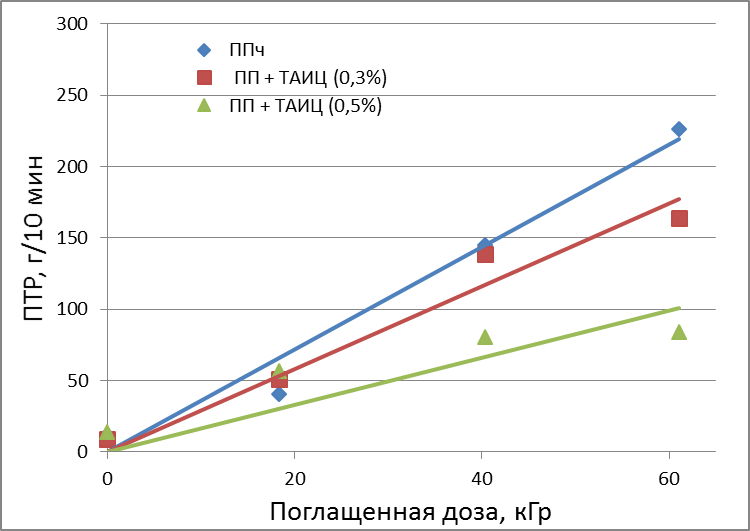 300
ППч
ПП + ТАИЦ (0,3%)
250
ПП + ТАИЦ (0,5%)
200
150
100
50
0
ПТР, г/10 мин
0 20 40 60
Поглащенная доза, кГр